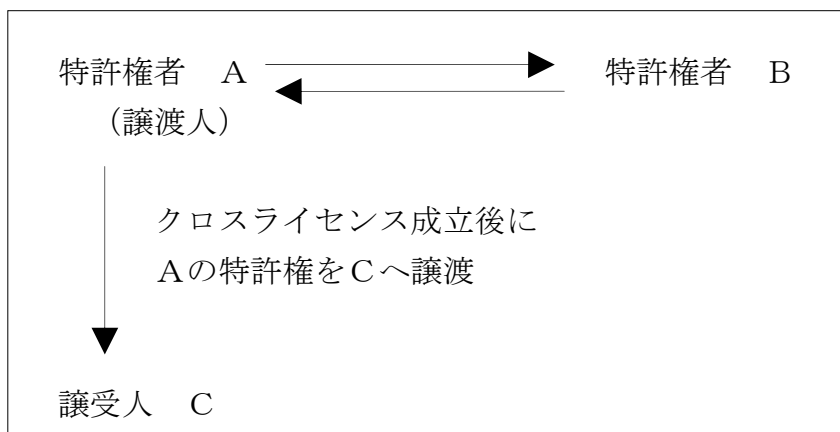 特許権者　A
特許権者　B
（譲渡人）
クロスライセンス成立後に
Aの特許権をCへ譲渡
譲受人　C